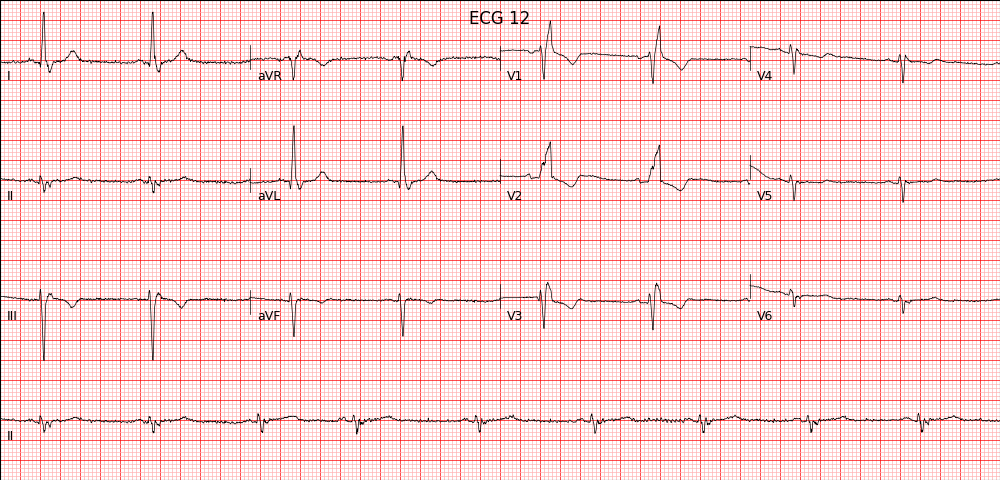 ECG 12
I aVR V1 V4
II aVL V2 V5
III aVF V3 V6
II